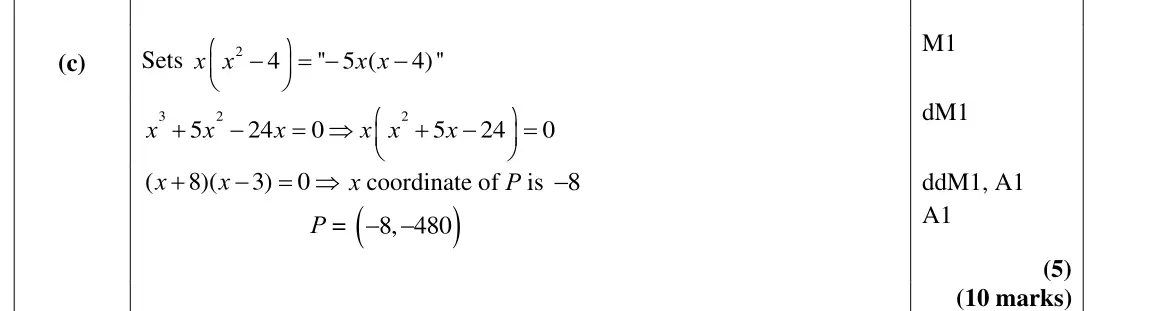 M1
(c) Sets x(x² − 4) = "−5x(x − 4)"
dM1
x³ + 5x² − 24x = 0 ⇒ x(x² + 5x − 24) = 0
(x + 8)(x − 3) = 0 ⇒ x coordinate of P is −8 ddM1, A1
P = (−8, −480) A1
(5)
(10 marks)